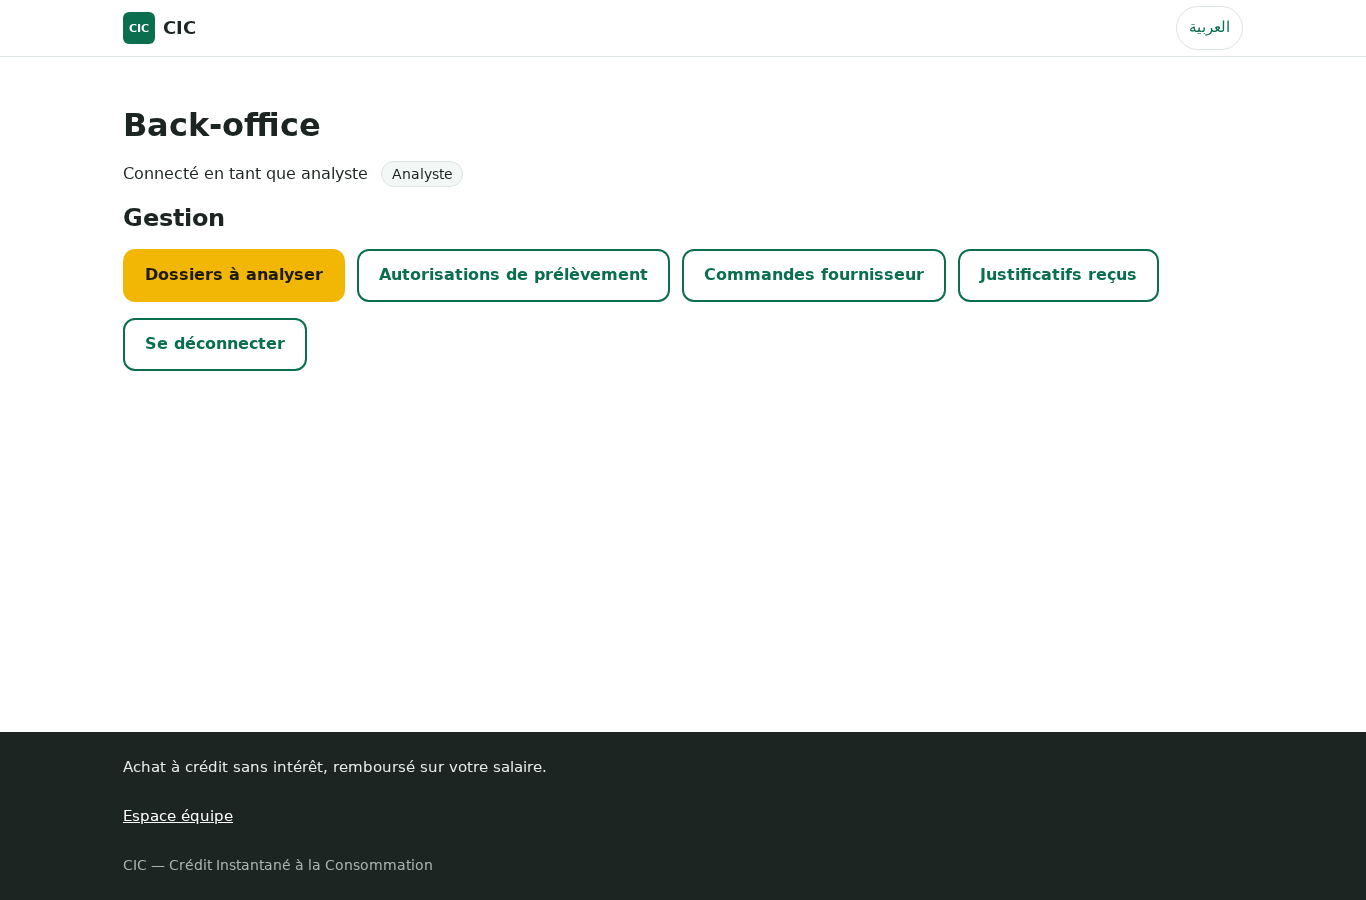 CIC CIC
العربية
Back-office
Connecté en tant que analyste Analyste
Gestion
Dossiers à analyser Autorisations de prélèvement Commandes fournisseur Justificatifs reçus
Se déconnecter
Achat à crédit sans intérêt, remboursé sur votre salaire.
Espace équipe
CIC — Crédit Instantané à la Consommation